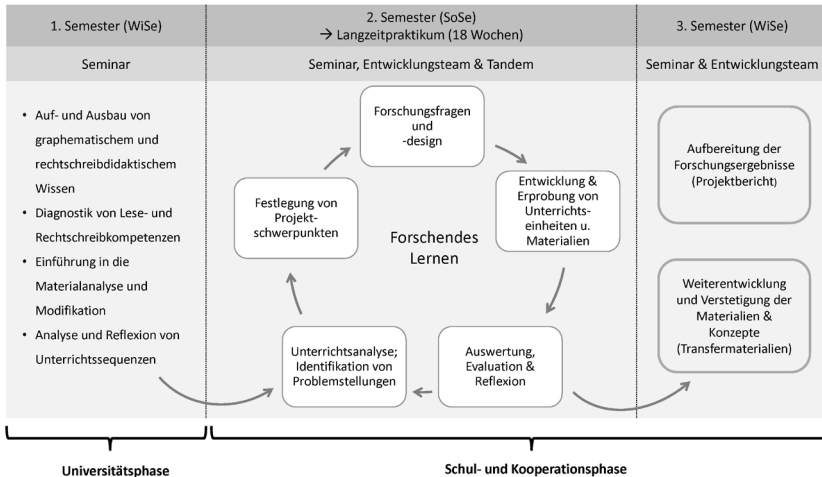 1. Semester (WiSe)
2. Semester (SoSe)
→ Langzeitpraktikum (18 Wochen)
3. Semester (WiSe)
Seminar
Seminar, Entwicklungsteam & Tandem
Seminar & Entwicklungsteam
• Auf- und Ausbau von
graphematischem und
rechtschreibdidaktischem
Wissen
• Diagnostik von Lese- und
Rechtschreibkompetenzen
• Einführung in die
Materialanalyse und
Modifikation
• Analyse und Reflexion von
Unterrichtssequenzen
Forschungsfragen
und
-design
Entwicklung &
Erprobung von
Unterrichts-
einheiten u.
Materialien
Auswertung,
Evaluation &
Reflexion
Unterrichtsanalyse;
Identifikation von
Problemstellungen
Festlegung von
Projekt-
schwerpunkten
Forschendes
Lernen
Aufbereitung der
Forschungsergebnisse
(Projektbericht)
Weiterentwicklung
und Verstetigung der
Materialien &
Konzepte
(Transfermaterialien)
Universitätsphase
Schul- und Kooperationsphase